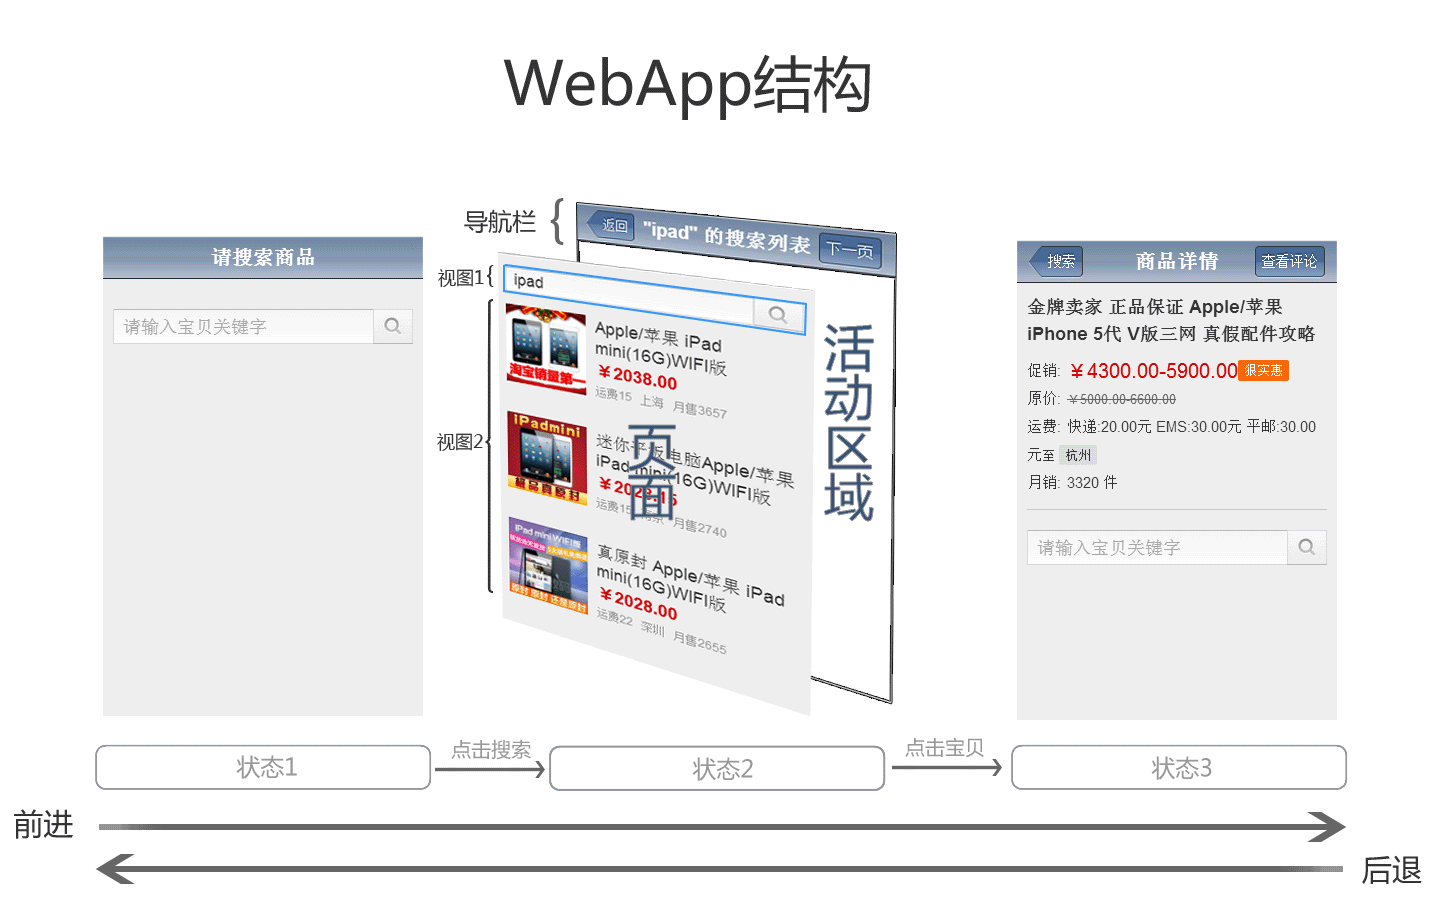 WebApp结构
请搜索商品
请输入宝贝关键字
导航栏
返回
"ipad" 的搜索列表
下一页
视图1
ipad
视图2
淘宝销量第一
Apple/苹果 iPad
mini(16G)WIFI版
￥2038.00
运费15 上海 月售3657
iPadmini
极品真原封
迷你平板电脑Apple/苹果
iPad mini(16G)WIFI版
￥2028.15
运费15 南京 月售2740
iPad mini WIFI版
原封 原封 还是原封
真原封 Apple/苹果 iPad
mini(16G)WIFI版
￥2028.00
运费22 深圳 月售2655
页面
活动区域
搜索
商品详情
查看评论
金牌卖家 正品保证 Apple/苹果
iPhone 5代 V版三网 真假配件攻略
促销: ￥4300.00-5900.00 狠实惠
原价: ￥5000.00-6600.00
运费: 快递:20.00元 EMS:30.00元 平邮:30.00
元至 杭州
月销: 3320 件
请输入宝贝关键字
状态1
点击搜索
状态2
点击宝贝
状态3
前进
后退